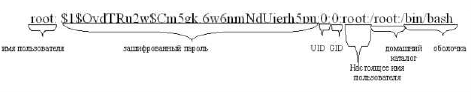 root: $1$OvdTRn2w$Cm5gk.6w6nmNdUierh5pu.:0:0:root:/root:/bin/bash
имя пользователя
зашифрованный пароль
UID GID
домашний каталог
оболочка
Настоящее имя пользователя